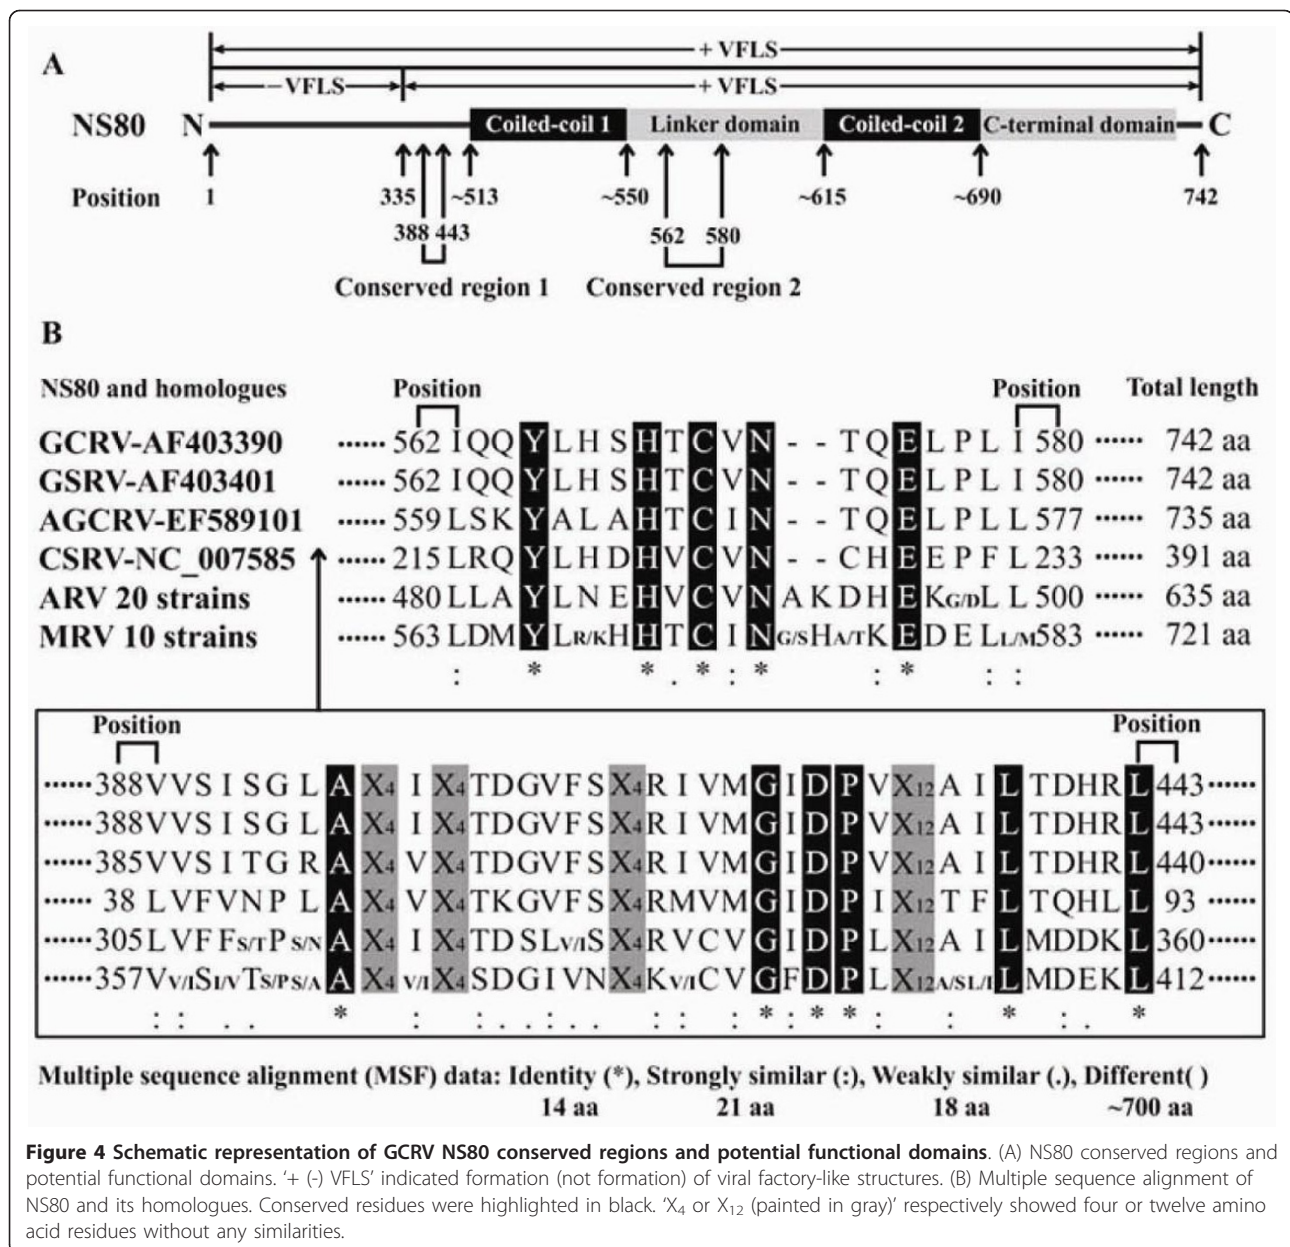 A
+ VFLS
−VFLS + VFLS
NS80 N Coiled-coil 1 Linker domain Coiled-coil 2 C-terminal domain C
Position 1 335 ~513 ~550 ~615 ~690 742
388 443 562 580
Conserved region 1 Conserved region 2
B
NS80 and homologues Position Position Total length
GCRV-AF403390 ······ 562 I Q Q Y L H S H T C V N - - T Q E L P L I 580 ······ 742 aa
GSRV-AF403401 ······ 562 I Q Q Y L H S H T C V N - - T Q E L P L I 580 ······ 742 aa
AGCRV-EF589101 ······ 559 L S K Y A L A H T C I N - - T Q E L P L L 577 ······ 735 aa
CSRV-NC_007585 ······ 215 L R Q Y L H D H V C V N - - C H E E P F L 233 ······ 391 aa
ARV 20 strains ······ 480 L L A Y L N E H V C V N A K D H E K G/D L L 500 ······ 635 aa
MRV 10 strains ······ 563 L D M Y L R/K H H T C I N G/S H A/T K E D E L L/M 583 ······ 721 aa
: * * . * : * : * : :
Position Position
······ 388 V V S I S G L A X4 I X4 T D G V F S X4 R I V M G I D P V X12 A I L T D H R L 443 ······
······ 388 V V S I S G L A X4 I X4 T D G V F S X4 R I V M G I D P V X12 A I L T D H R L 443 ······
······ 385 V V S I T G R A X4 V X4 T D G V F S X4 R I V M G I D P V X12 A I L T D H R L 440 ······
······ 38 L V F V N P L A X4 V X4 T K G V F S X4 R M V M G I D P I X12 T F L T Q H L L 93 ······
······ 305 L V F F S/T P S/N A X4 I X4 T D S L V/I S X4 R V C V G I D P L X12 A I L M D D K L 360 ······
······ 357 V V/I S I/V T S/P S/A A X4 V/I X4 S D G I V N X4 K V/I C V G F D P L X12 A/S L/I L M D E K L 412 ······
: : . . * : : . . : . . : : : * : * * : : * : . *
Multiple sequence alignment (MSF) data: Identity (*), Strongly similar (:), Weakly similar (.), Different( )
14 aa 21 aa 18 aa ~700 aa
Figure 4 Schematic representation of GCRV NS80 conserved regions and potential functional domains. (A) NS80 conserved regions and
potential functional domains. '+ (-) VFLS' indicated formation (not formation) of viral factory-like structures. (B) Multiple sequence alignment of
NS80 and its homologues. Conserved residues were highlighted in black. 'X4 or X12 (painted in gray)' respectively showed four or twelve amino
acid residues without any similarities.